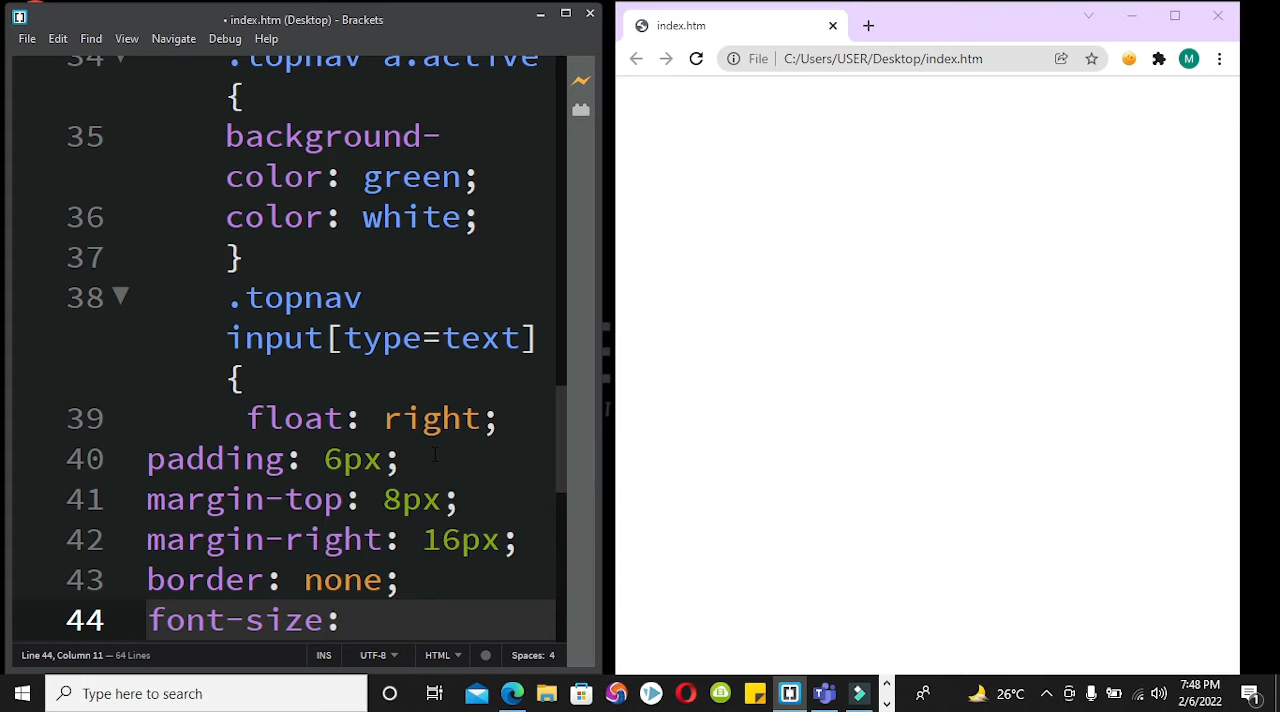 • index.htm (Desktop) - Brackets
File Edit Find View Navigate Debug Help
34 .topnav a.active
{
35 background-
color: green;
36 color: white;
37 }
38 .topnav
input[type=text]
{
39 float: right;
40 padding: 6px;
41 margin-top: 8px;
42 margin-right: 16px;
43 border: none;
44 font-size:
Line 44, Column 11 — 64 Lines INS UTF-8 HTML Spaces: 4
index.htm
File C:/Users/USER/Desktop/index.htm M
Type here to search
26°C
7:48 PM
2/6/2022
1